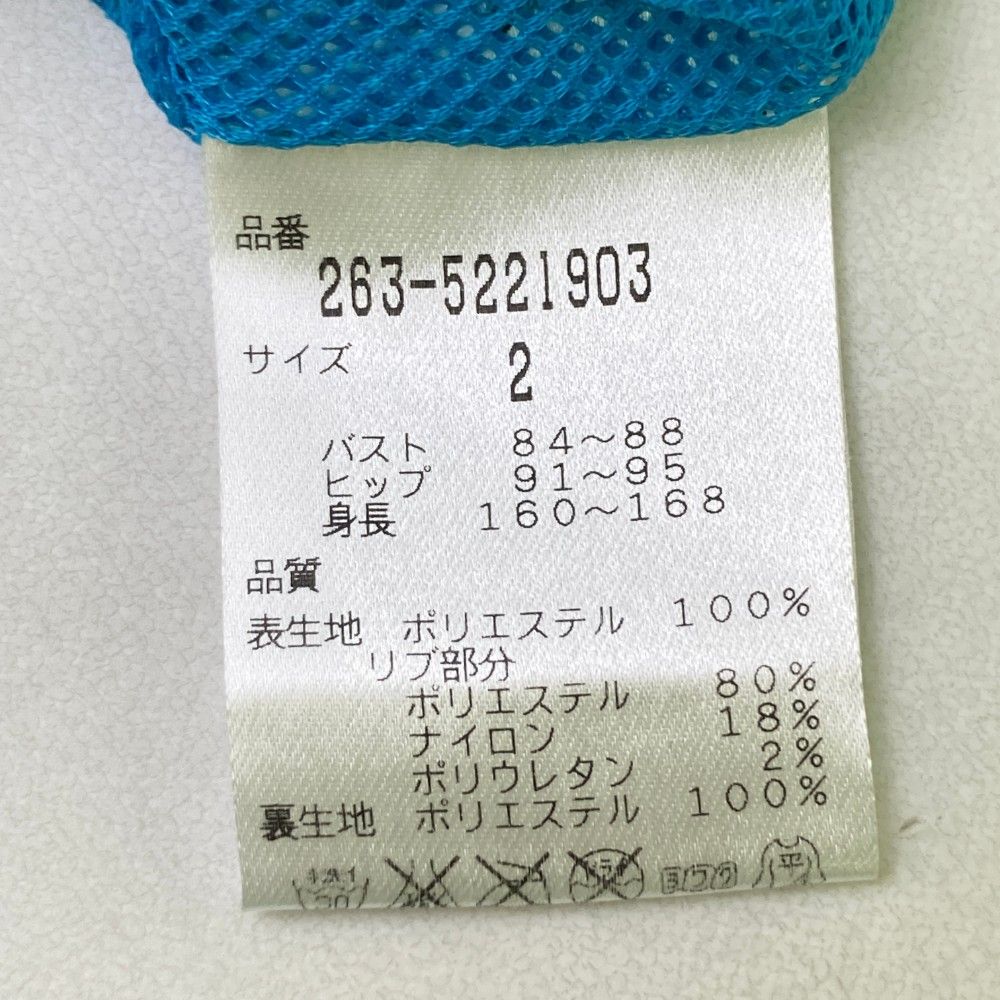 品番
263-5221903
サイズ 2
バスト 84～88
ヒップ 91～95
身長 160～168
品質
表生地 ポリエステル 100%
リブ部分
ポリエステル 80%
ナイロン 18%
ポリウレタン 2%
裏生地 ポリエステル 100%
平